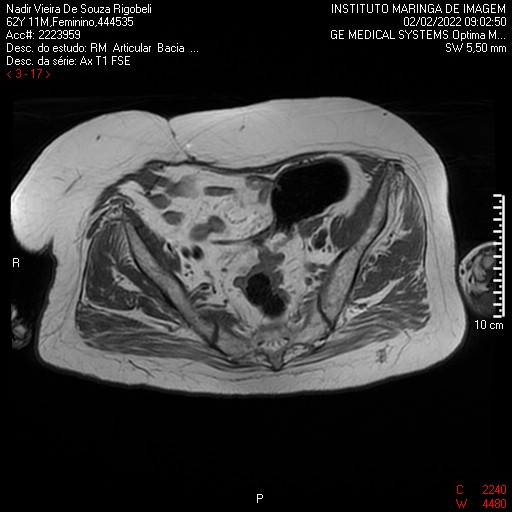 Nadir Vieira De Souza Rigobeli
62Y 11M,Feminino,444535
Acc#: 2223959
Desc. do estudo: RM Articular Bacia ...
Desc. da série: Ax T1 FSE
< 3 - 17 >
INSTITUTO MARINGA DE IMAGEM
02/02/2022 09:02:50
GE MEDICAL SYSTEMS Optima M...
SW 5,50 mm
R
10 cm
P
C 2240
W 4480